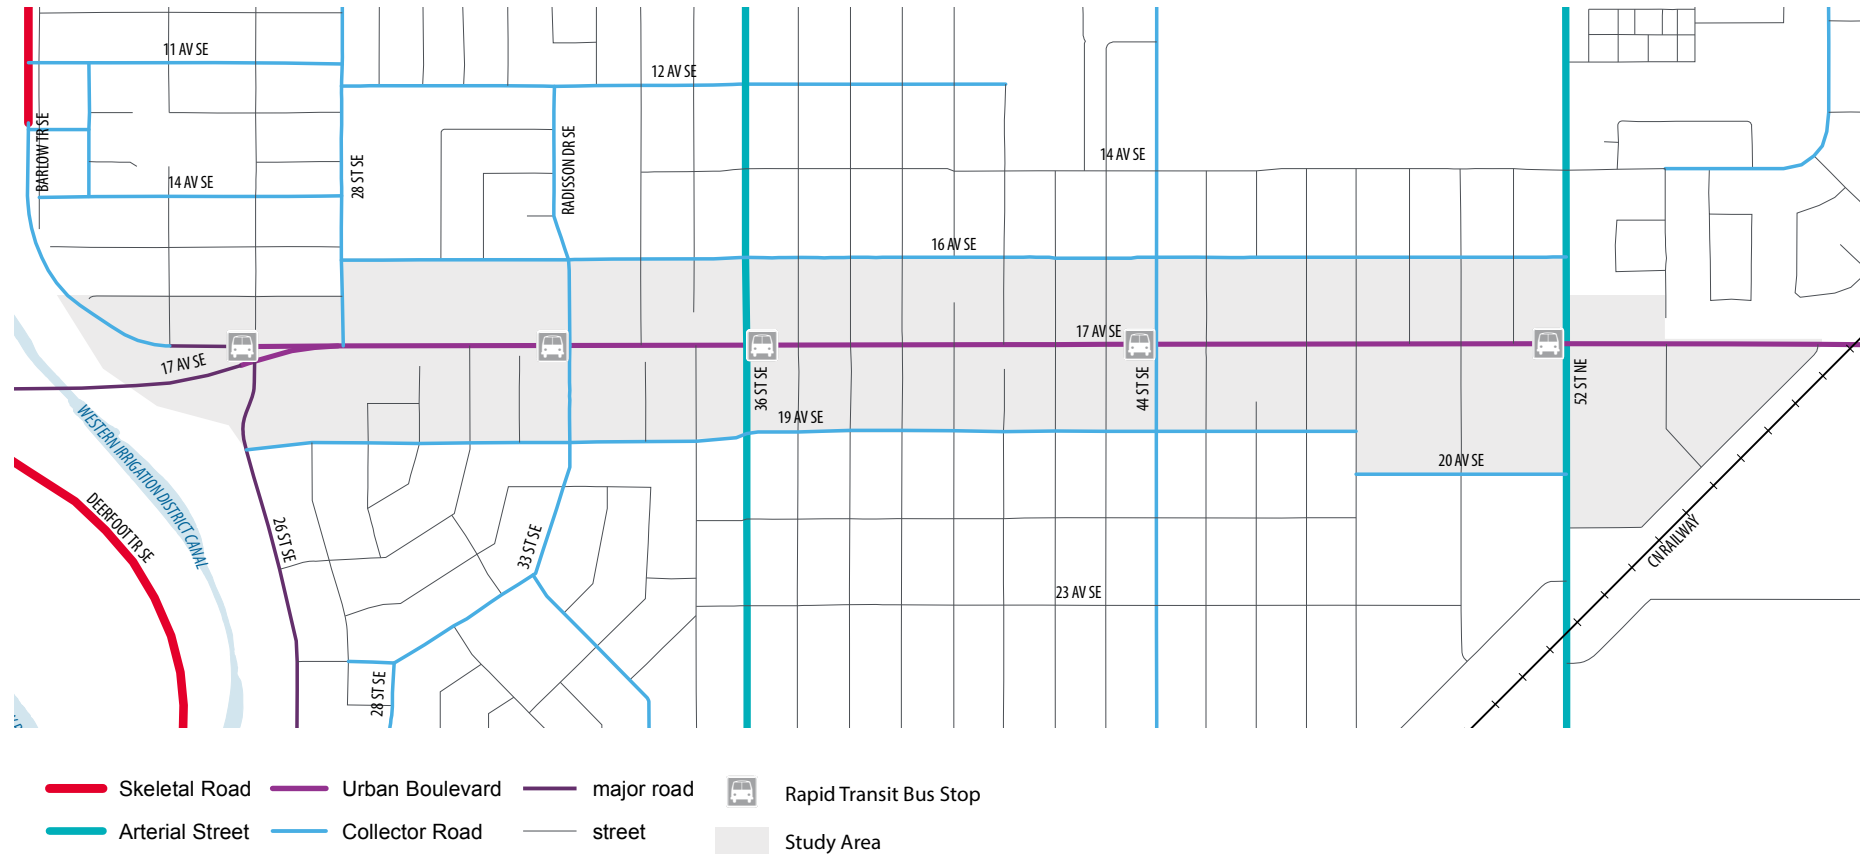 11 AV SE
12 AV SE
BARLOW TR SE
28 ST SE
RADISSON DR SE
14 AV SE
14 AV SE
16 AV SE
17 AV SE
17 AV SE
36 ST SE
44 ST SE
52 ST NE
19 AV SE
20 AV SE
WESTERN IRRIGATION DISTRICT CANAL
DEERFOOT TR SE
26 ST SE
33 ST SE
CN RAILWAY
23 AV SE
28 ST SE
Skeletal Road
Urban Boulevard
major road
Rapid Transit Bus Stop
Arterial Street
Collector Road
street
Study Area